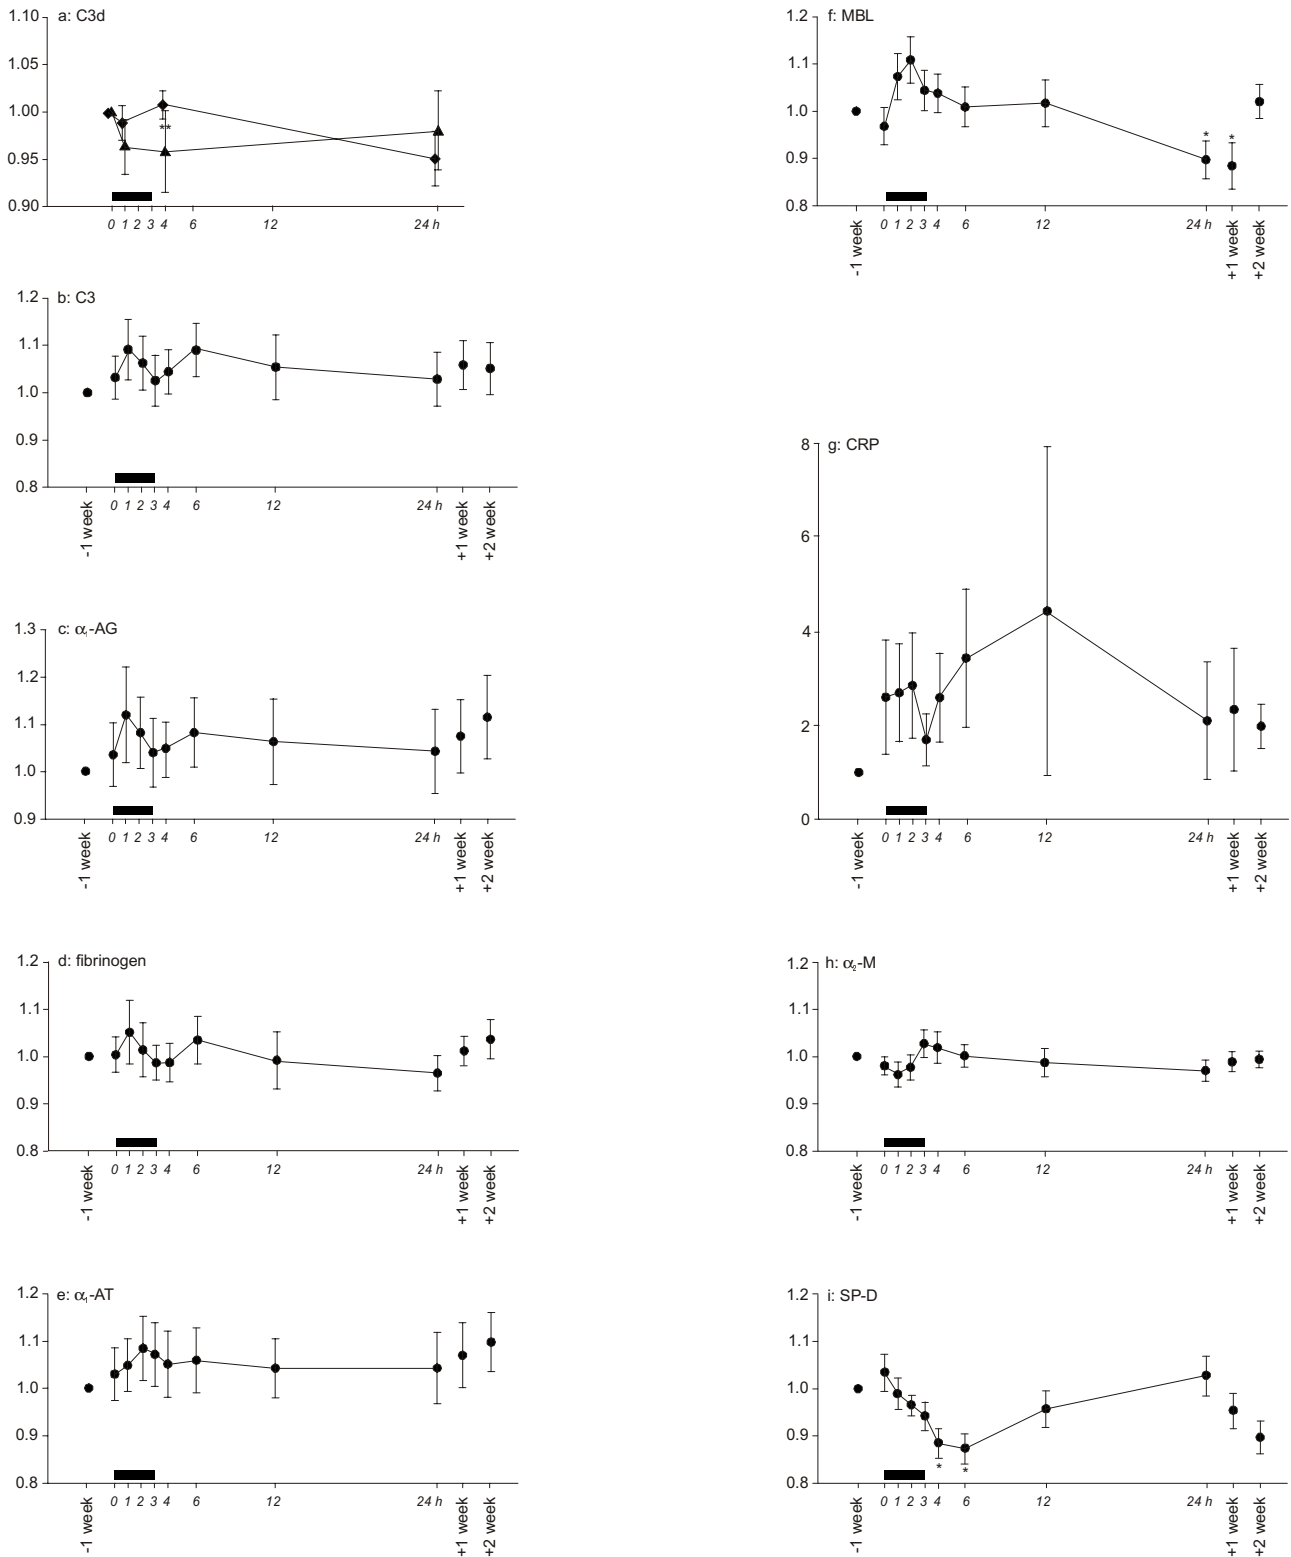 a: C3d
1.10
1.05
1.00
0.95
0.90
**
0 1 2 3 4 6 12 24 h
b: C3
1.2
1.1
1.0
0.9
0.8
0 1 2 3 4 6 12 24 h
-1 week
+1 week
+2 week
c: α₁-AG
1.3
1.2
1.1
1.0
0.9
0 1 2 3 4 6 12 24 h
-1 week
+1 week
+2 week
d: fibrinogen
1.2
1.1
1.0
0.9
0.8
0 1 2 3 4 6 12 24 h
-1 week
+1 week
+2 week
e: α₁-AT
1.2
1.1
1.0
0.9
0.8
0 1 2 3 4 6 12 24 h
-1 week
+1 week
+2 week
f: MBL
1.2
1.1
1.0
0.9
0.8
* *
0 1 2 3 4 6 12 24 h
-1 week
+1 week
+2 week
g: CRP
8
6
4
2
0
0 1 2 3 4 6 12 24 h
-1 week
+1 week
+2 week
h: α₂-M
1.2
1.1
1.0
0.9
0.8
0 1 2 3 4 6 12 24 h
-1 week
+1 week
+2 week
i: SP-D
1.2
1.1
1.0
0.9
0.8
* *
0 1 2 3 4 6 12 24 h
-1 week
+1 week
+2 week